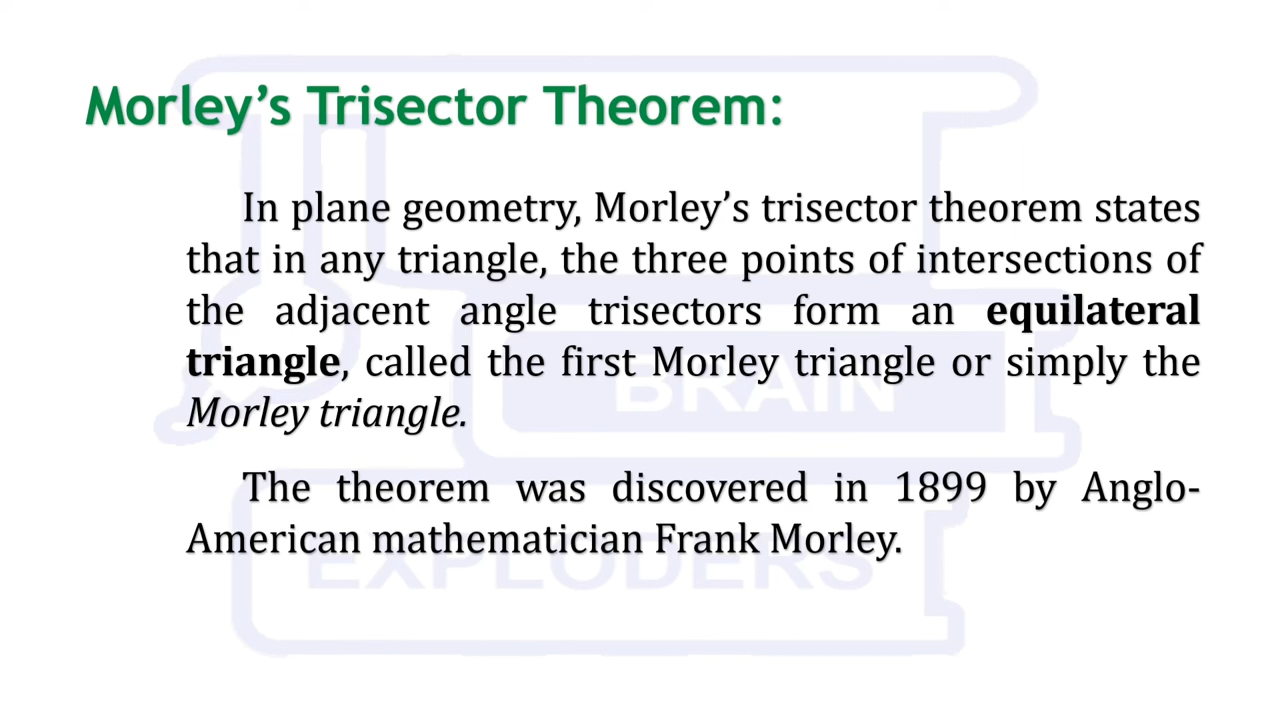 Morley’s Trisector Theorem:
In plane geometry, Morley’s trisector theorem states
that in any triangle, the three points of intersections of
the adjacent angle trisectors form an equilateral
triangle, called the first Morley triangle or simply the
Morley triangle.
The theorem was discovered in 1899 by Anglo-
American mathematician Frank Morley.
BRAIN
EXPLODERS